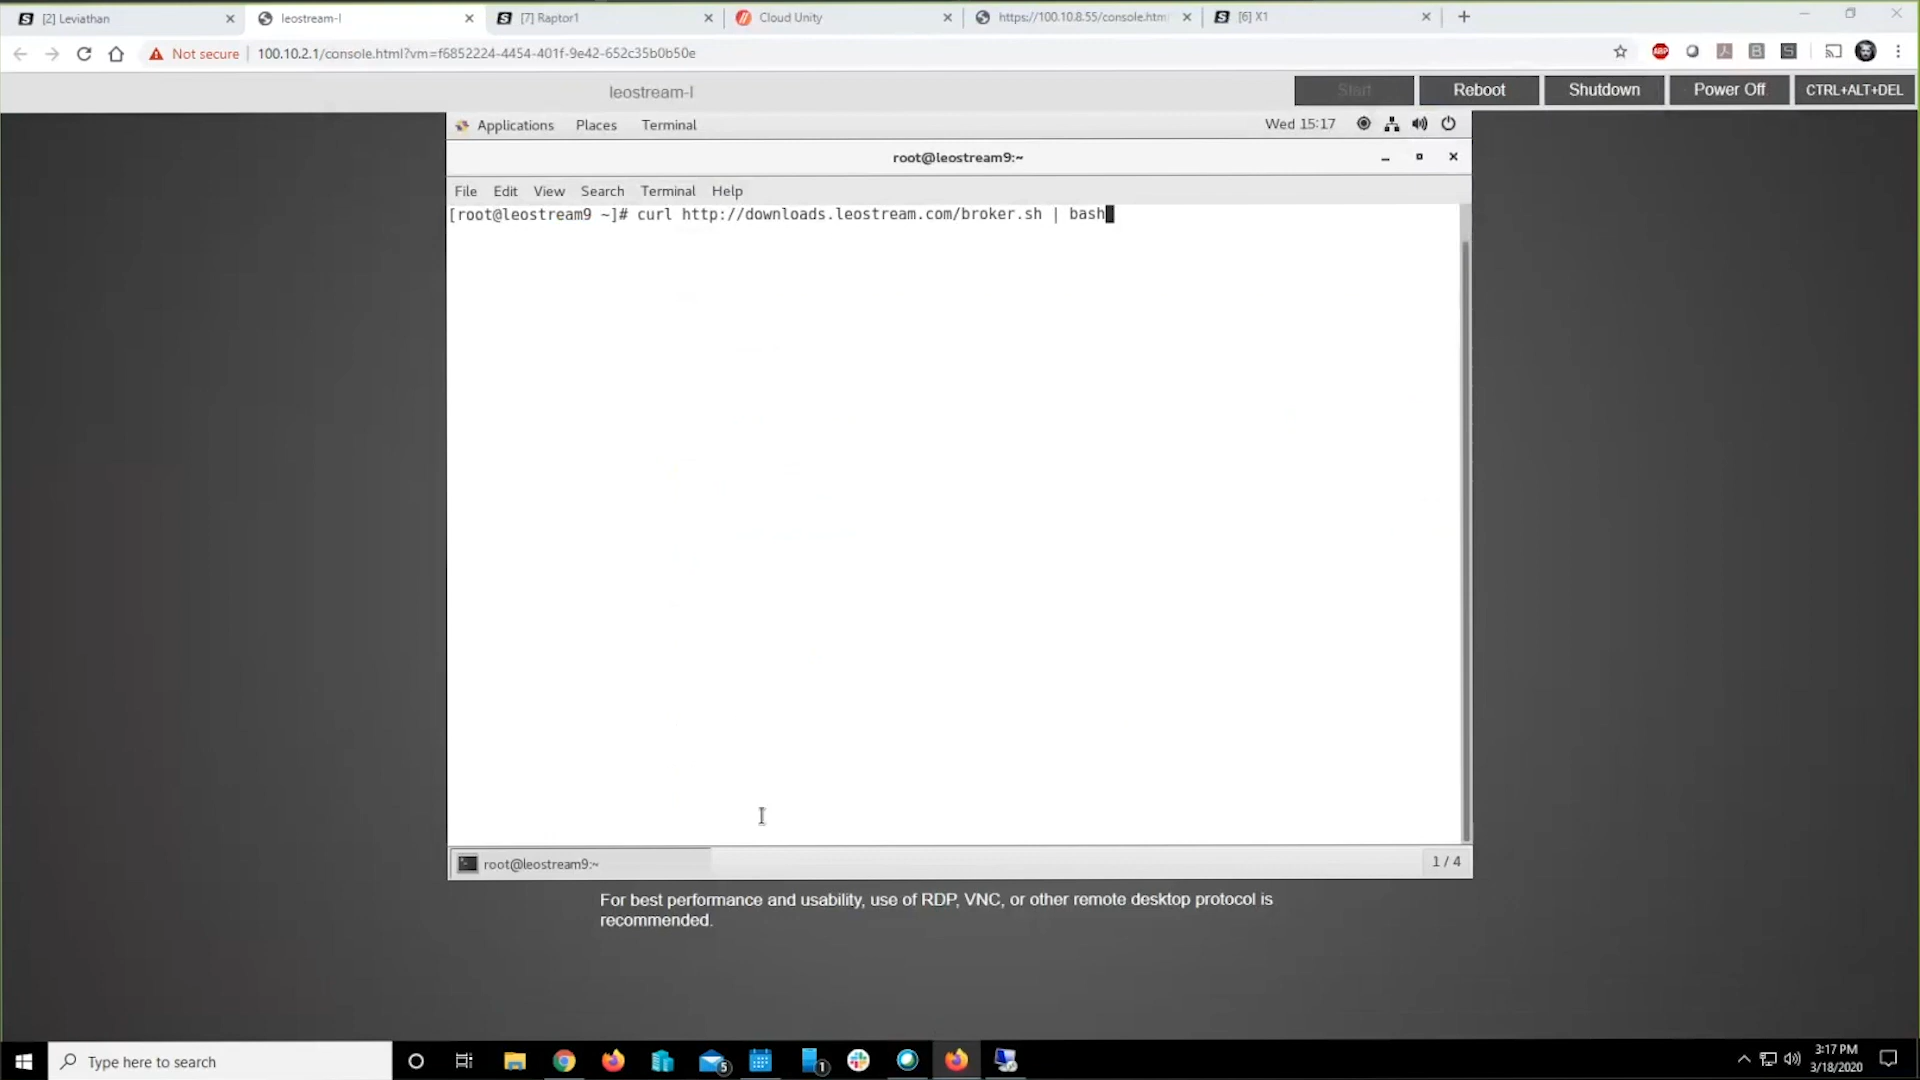 [2] Leviathan
leostream-l
[7] Raptor1
Cloud Unity
https://100.10.8.55/console.htm
[6] X1
Not secure
100.10.2.1/console.html?vm=f6852224-4454-401f-9e42-652c35b0b50e
leostream-l
Start
Reboot
Shutdown
Power Off
CTRL+ALT+DEL
Applications Places Terminal
Wed 15:17
root@leostream9:~
File Edit View Search Terminal Help
[root@leostream9 ~]# curl http://downloads.leostream.com/broker.sh | bash
root@leostream9:~
1 / 4
For best performance and usability, use of RDP, VNC, or other remote desktop protocol is
recommended.
Type here to search
5
1
3:17 PM
3/18/2020